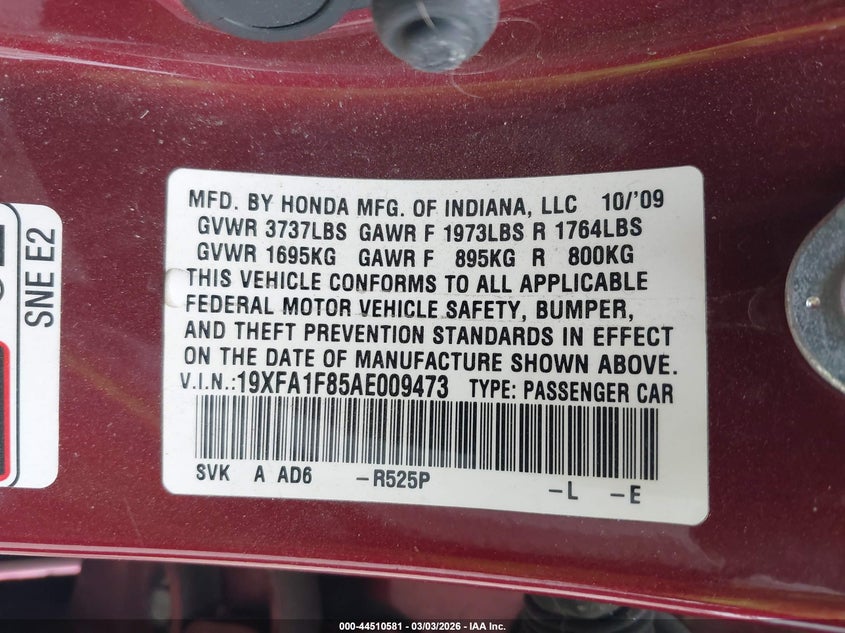 MFD. BY HONDA MFG. OF INDIANA, LLC 10/'09
GVWR 3737LBS GAWR F 1973LBS R 1764LBS
GVWR 1695KG GAWR F 895KG R 800KG
THIS VEHICLE CONFORMS TO ALL APPLICABLE
FEDERAL MOTOR VEHICLE SAFETY, BUMPER,
AND THEFT PREVENTION STANDARDS IN EFFECT
ON THE DATE OF MANUFACTURE SHOWN ABOVE.
V.I.N.:19XFA1F85AE009473 TYPE: PASSENGER CAR
SVK A AD6 -R525P -L -E
SNE E2
000-44510581 - 03/03/2026 - IAA Inc.